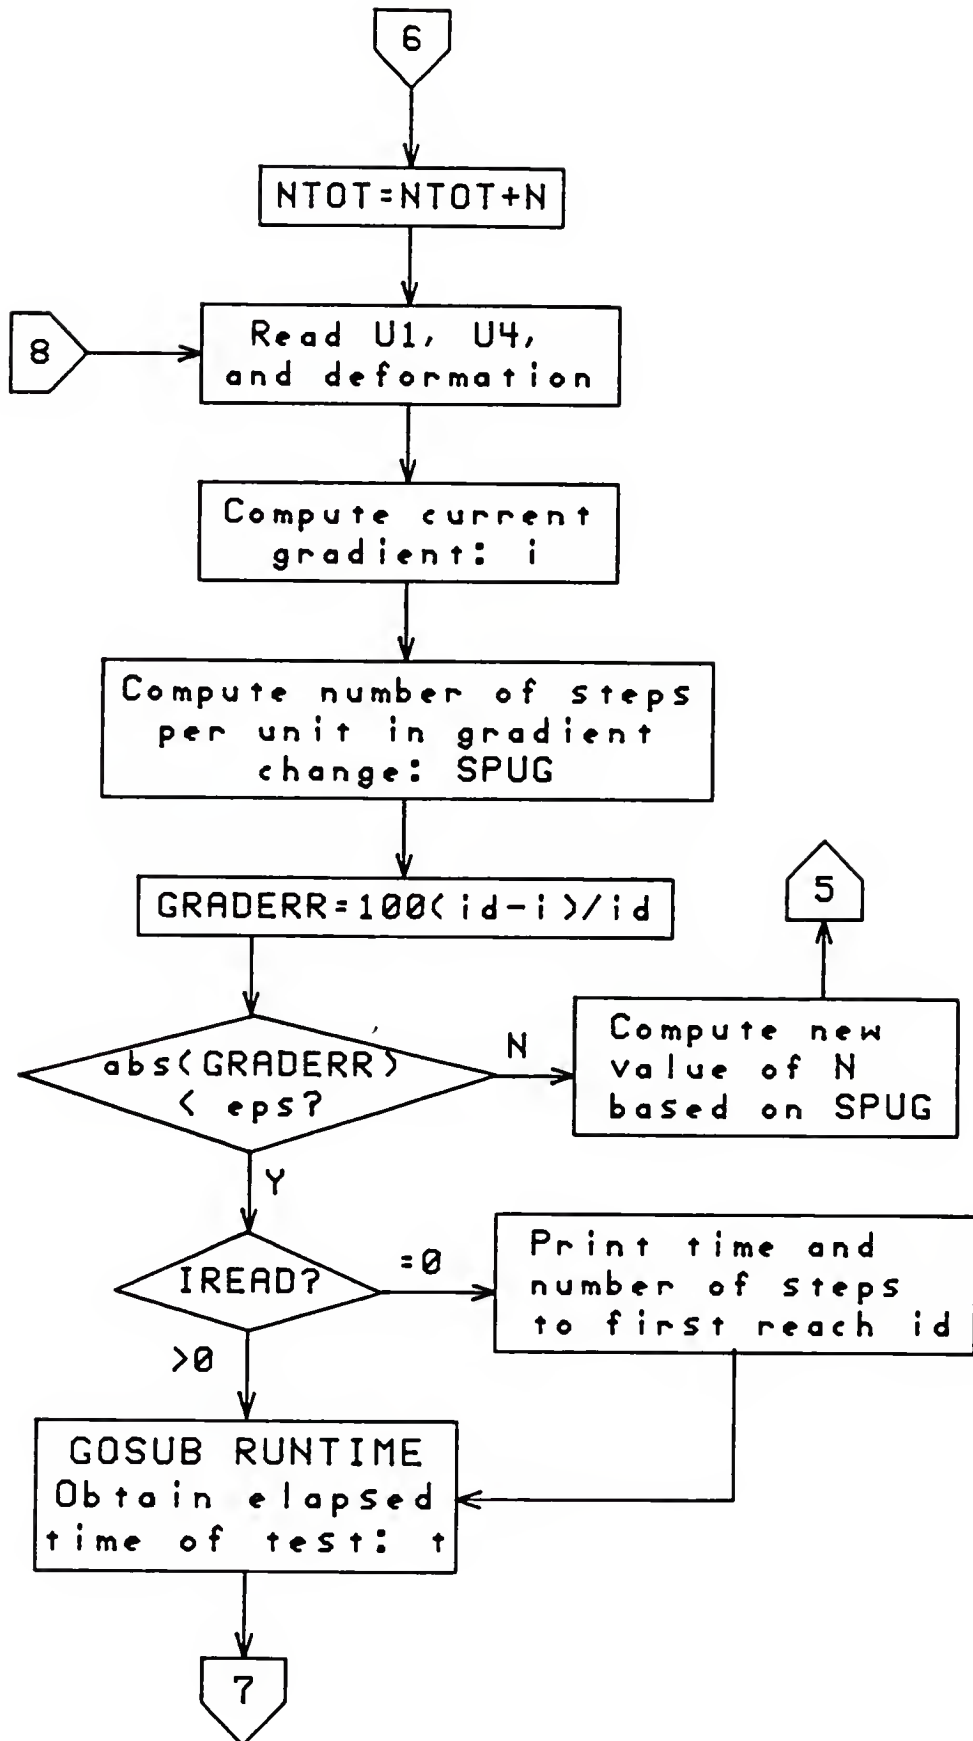 6
NTOT=NTOT+N
8
Read U1, U4,
and deformation
Compute current
gradient: i
Compute number of steps
per unit in gradient
change: SPUG
5
GRADERR=100(id-i)/id
abs(GRADERR)
< eps?
N
Compute new
value of N
based on SPUG
Y
IREAD?
=0
Print time and
number of steps
to first reach id
>0
GOSUB RUNTIME
Obtain elapsed
time of test: t
7